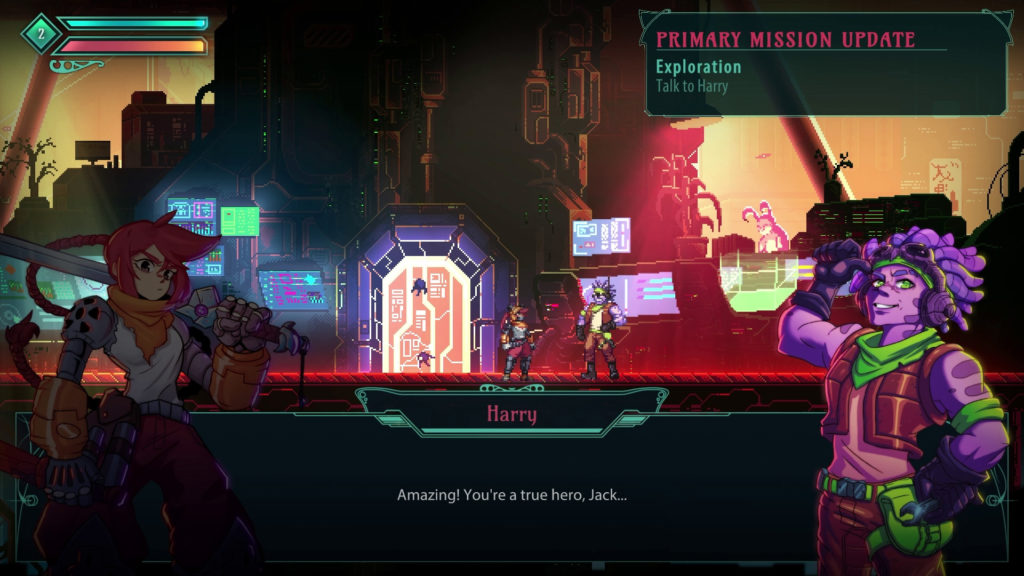 2
PRIMARY MISSION UPDATE
Exploration
Talk to Harry
Harry
Amazing! You're a true hero, Jack...